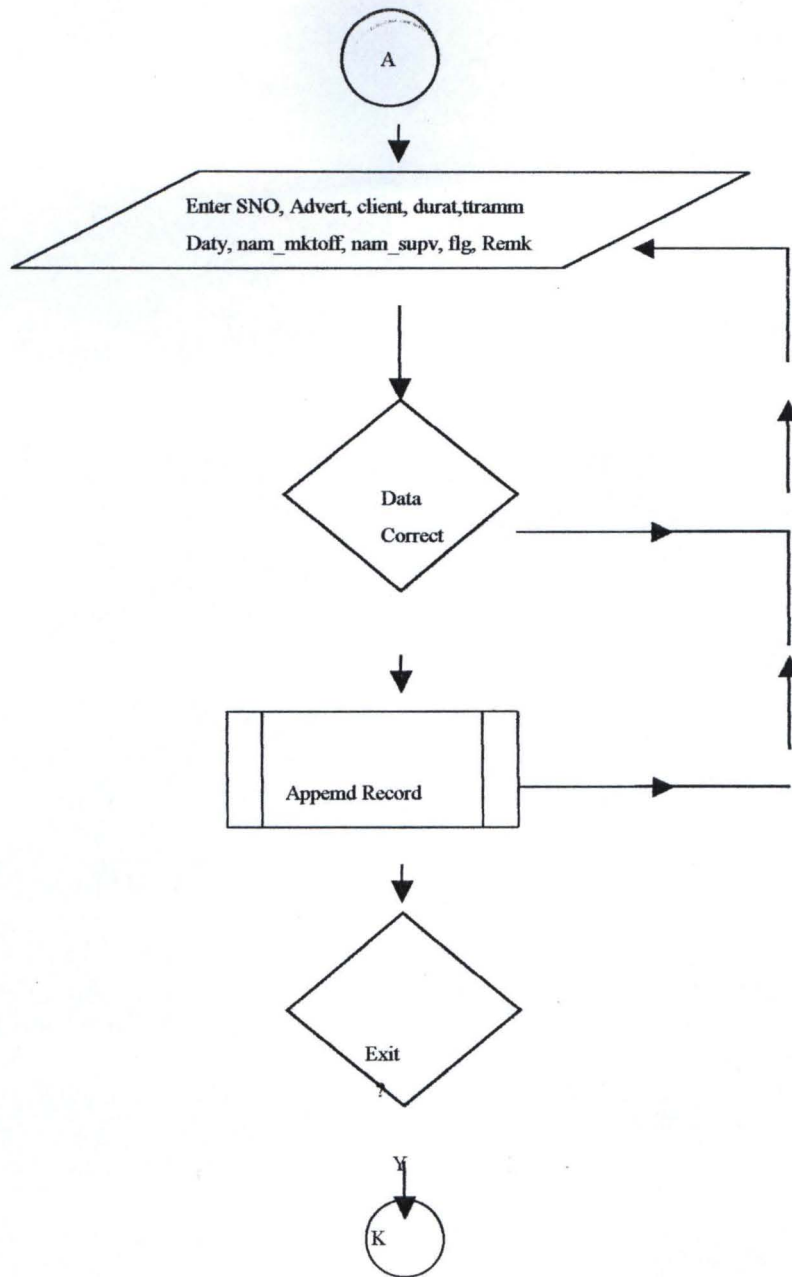 A
Enter SNO, Advert, client, durat,ttramm
Daty, nam_mktoff, nam_supv, flg, Remk
Data
Correct
Appemd Record
Exit
?
Y
K